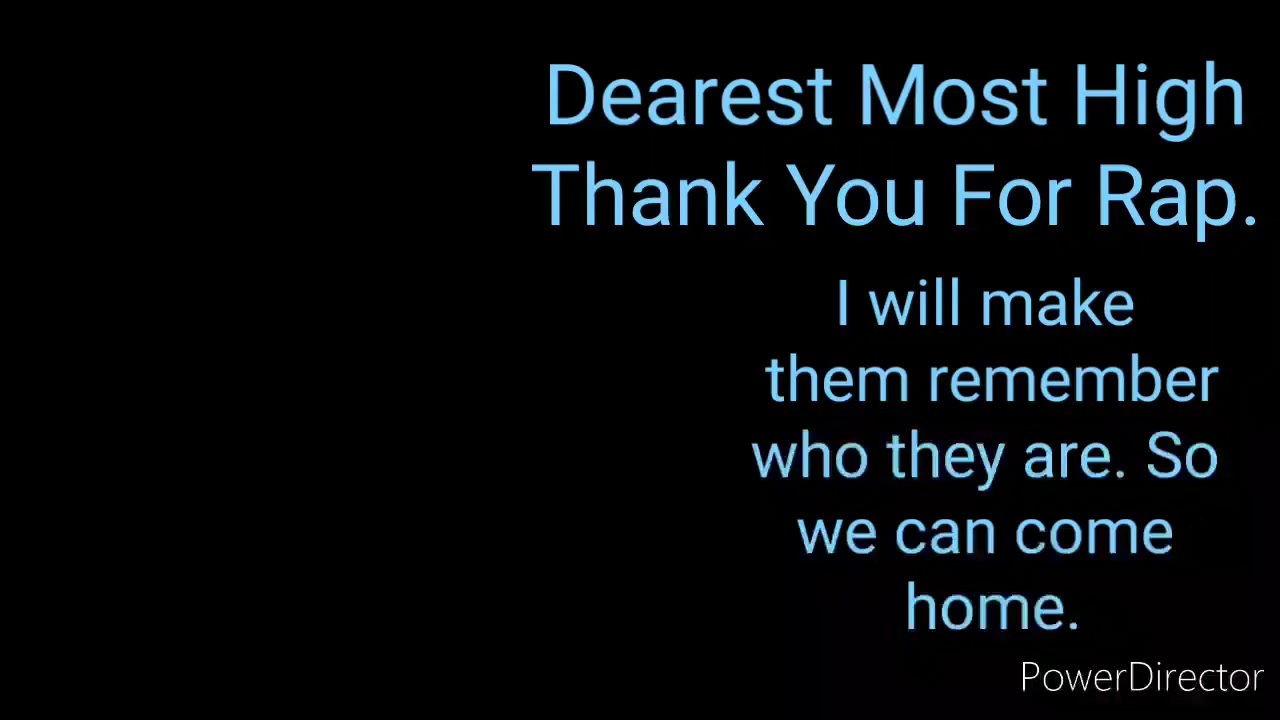 Dearest Most High
Thank You For Rap.
I will make
them remember
who they are. So
we can come
home.
PowerDirector